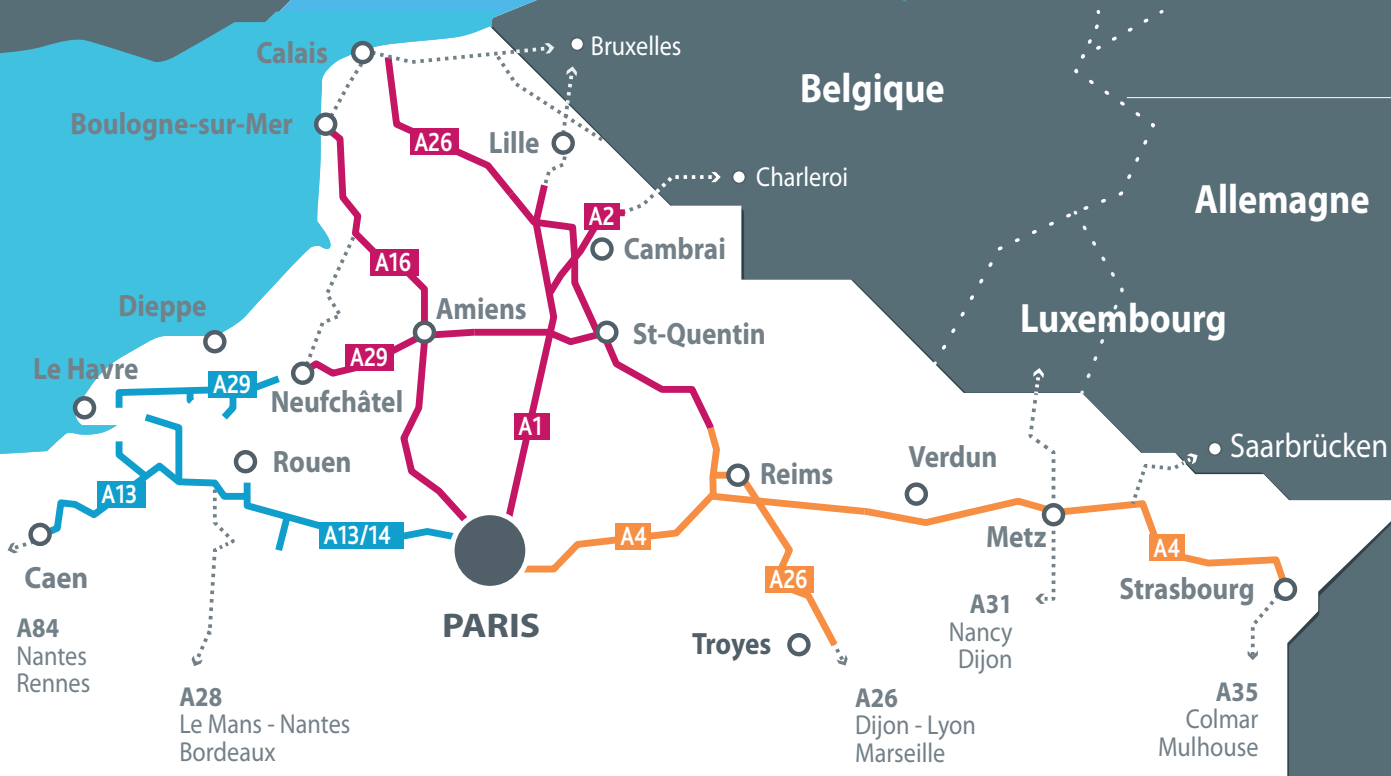 Calais
Bruxelles
Belgique
Boulogne-sur-Mer
A26
Lille
Charleroi
Allemagne
A2
Cambrai
A16
Dieppe
Amiens
Luxembourg
St-Quentin
Le Havre
A29
A29
Neufchâtel
A1
Rouen
Reims
Verdun
Saarbrücken
A13
A13/14
A4
Metz
A4
Caen
A26
Strasbourg
PARIS
Troyes
A84
Nantes
Rennes
A28
Le Mans - Nantes
Bordeaux
A26
Dijon - Lyon
Marseille
A31
Nancy
Dijon
A35
Colmar
Mulhouse